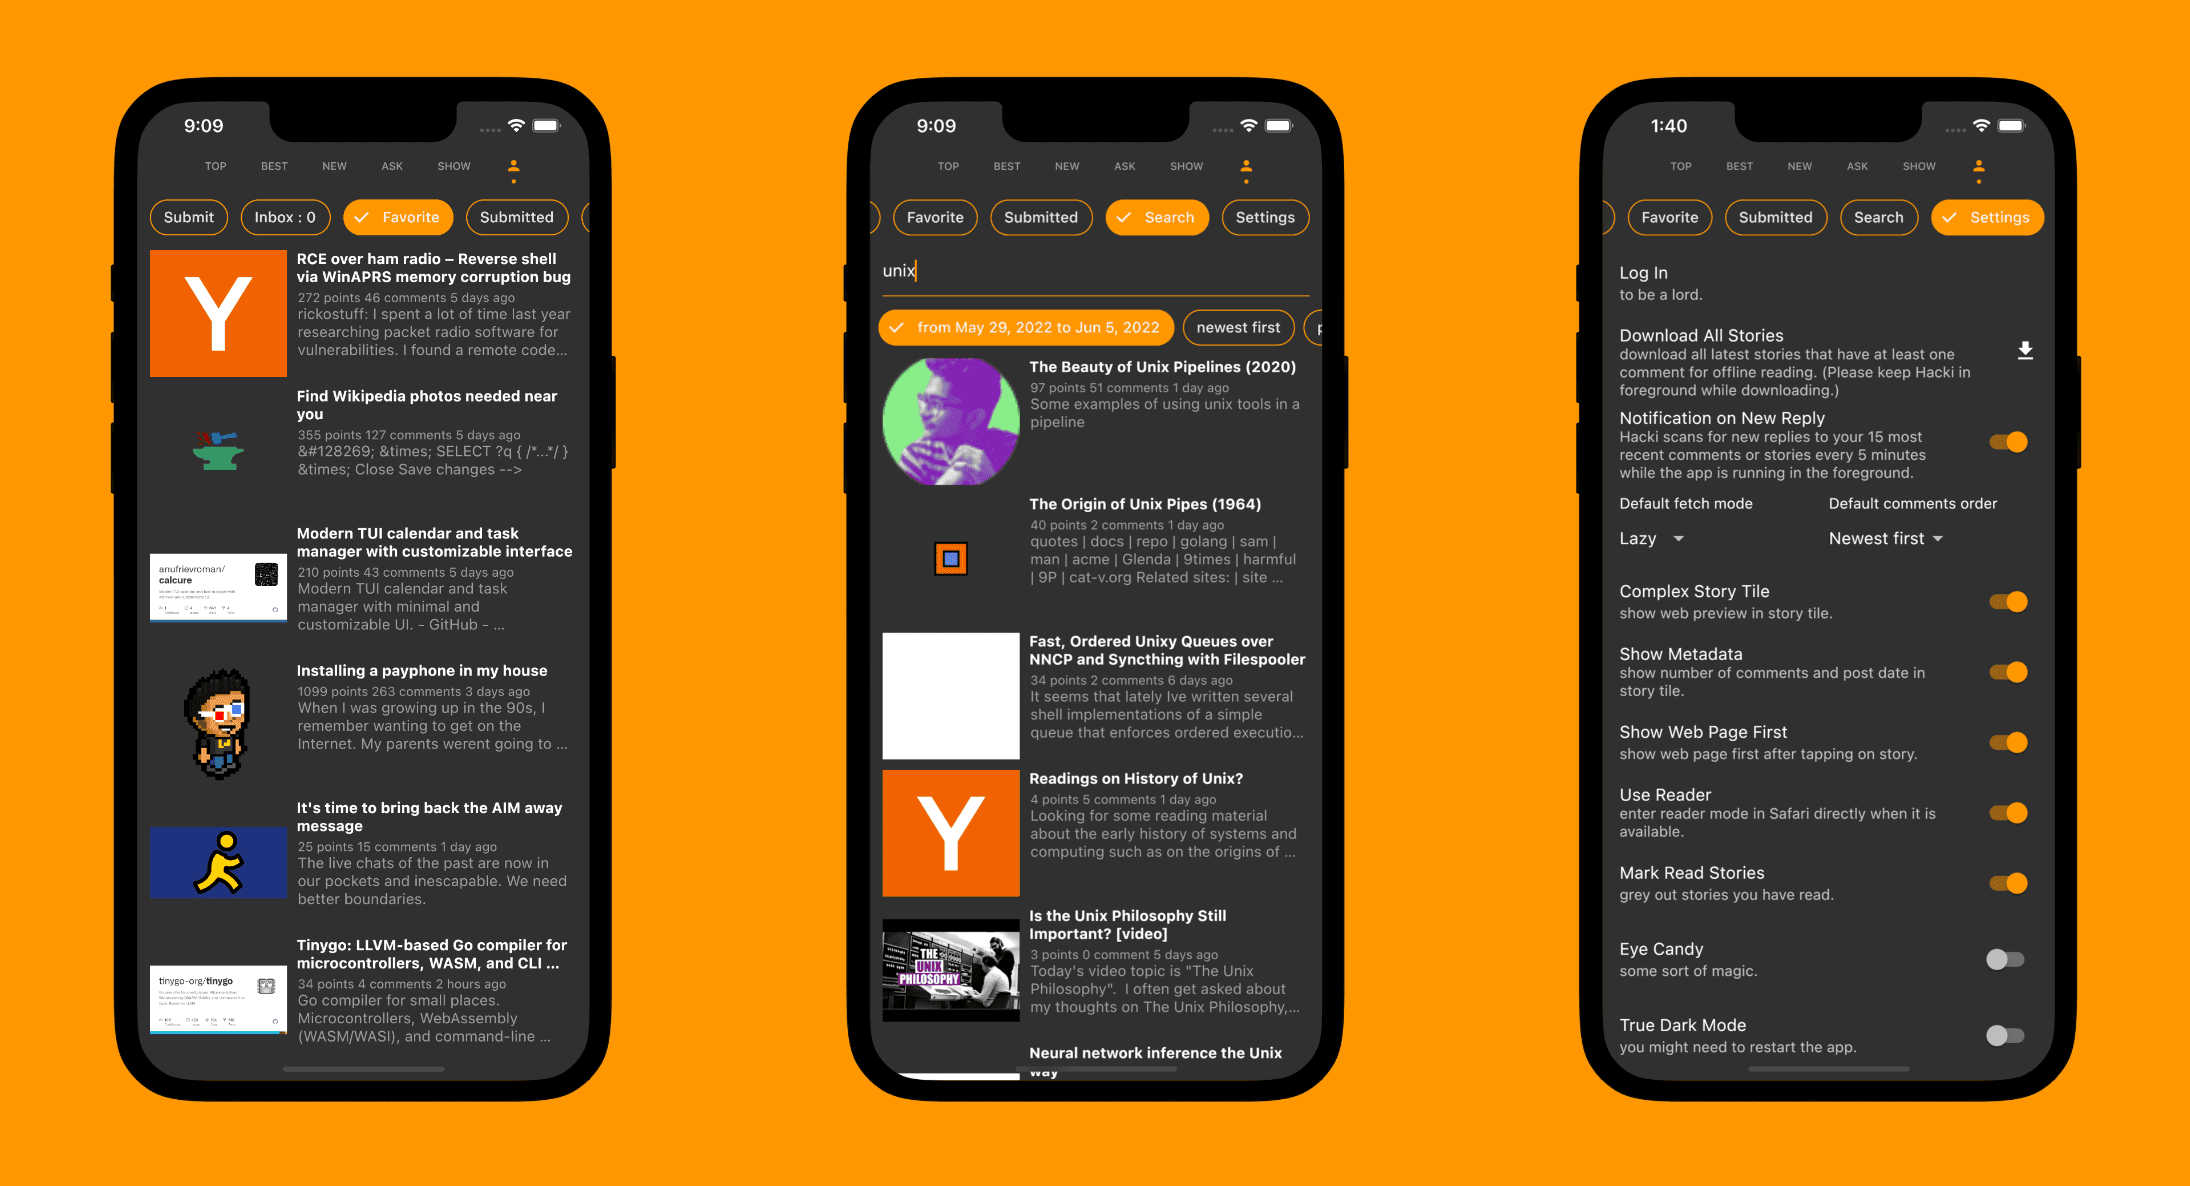 9:09
TOP BEST NEW ASK SHOW
Submit Inbox : 0 Favorite Submitted
Y
RCE over ham radio – Reverse shell
via WinAPRS memory corruption bug
272 points 46 comments 5 days ago
rickostuff: I spent a lot of time last year
researching packet radio software for
vulnerabilities. I found a remote code...
Find Wikipedia photos needed near
you
355 points 127 comments 5 days ago
&#128269; &times; SELECT ?q { /*...*/ }
&times; Close Save changes -->
anufrievroman/
calcure
Modern TUI calendar and task
manager with customizable interface
210 points 43 comments 5 days ago
Modern TUI calendar and task
manager with minimal and
customizable UI. - GitHub - ...
Installing a payphone in my house
1099 points 263 comments 3 days ago
When I was growing up in the 90s, I
remember wanting to get on the
Internet. My parents werent going to ...
It's time to bring back the AIM away
message
25 points 15 comments 1 day ago
The live chats of the past are now in
our pockets and inescapable. We need
better boundaries.
tinygo-org/tinygo
Tinygo: LLVM-based Go compiler for
microcontrollers, WASM, and CLI ...
34 points 4 comments 2 hours ago
Go compiler for small places.
Microcontrollers, WebAssembly
(WASM/WASI), and command-line ...
9:09
TOP BEST NEW ASK SHOW
Favorite Submitted Search Settings
unix
from May 29, 2022 to Jun 5, 2022 newest first
The Beauty of Unix Pipelines (2020)
97 points 51 comments 1 day ago
Some examples of using unix tools in a
pipeline
The Origin of Unix Pipes (1964)
40 points 2 comments 1 day ago
quotes | docs | repo | golang | sam |
man | acme | Glenda | 9times | harmful
| 9P | cat-v.org Related sites: | site ...
Fast, Ordered Unixy Queues over
NNCP and Syncthing with Filespooler
34 points 2 comments 6 days ago
It seems that lately Ive written several
shell implementations of a simple
queue that enforces ordered executio...
Y
Readings on History of Unix?
4 points 5 comments 1 day ago
Looking for some reading material
about the early history of systems and
computing such as on the origins of ...
THE
UNIX
PHILOSOPHY
Is the Unix Philosophy Still
Important? [video]
3 points 0 comment 5 days ago
Today's video topic is "The Unix
Philosophy". I often get asked about
my thoughts on The Unix Philosophy,...
Neural network inference the Unix
way
1:40
TOP BEST NEW ASK SHOW
Favorite Submitted Search Settings
Log In
to be a lord.
Download All Stories
download all latest stories that have at least one
comment for offline reading. (Please keep Hacki in
foreground while downloading.)
Notification on New Reply
Hacki scans for new replies to your 15 most
recent comments or stories every 5 minutes
while the app is running in the foreground.
Default fetch mode Default comments order
Lazy Newest first
Complex Story Tile
show web preview in story tile.
Show Metadata
show number of comments and post date in
story tile.
Show Web Page First
show web page first after tapping on story.
Use Reader
enter reader mode in Safari directly when it is
available.
Mark Read Stories
grey out stories you have read.
Eye Candy
some sort of magic.
True Dark Mode
you might need to restart the app.